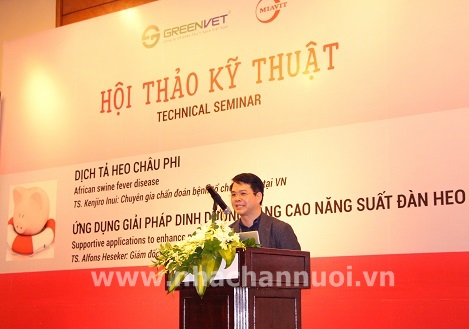 GREENVET
MIAVIT
HỘI THẢO KỸ THUẬT
TECHNICAL SEMINAR
DỊCH TẢ HEO CHÂU PHI
African swine fever disease
TS. Kenjiro Inui: Chuyên gia chẩn đoán bệnh tại VN
ỨNG DỤNG GIẢI PHÁP DINH DƯỠNG CAO NĂNG SUẤT ĐÀN HEO
Supportive applications to enhance
TS. Alfons Heseker: Giám
www.nhachannuoi.vn